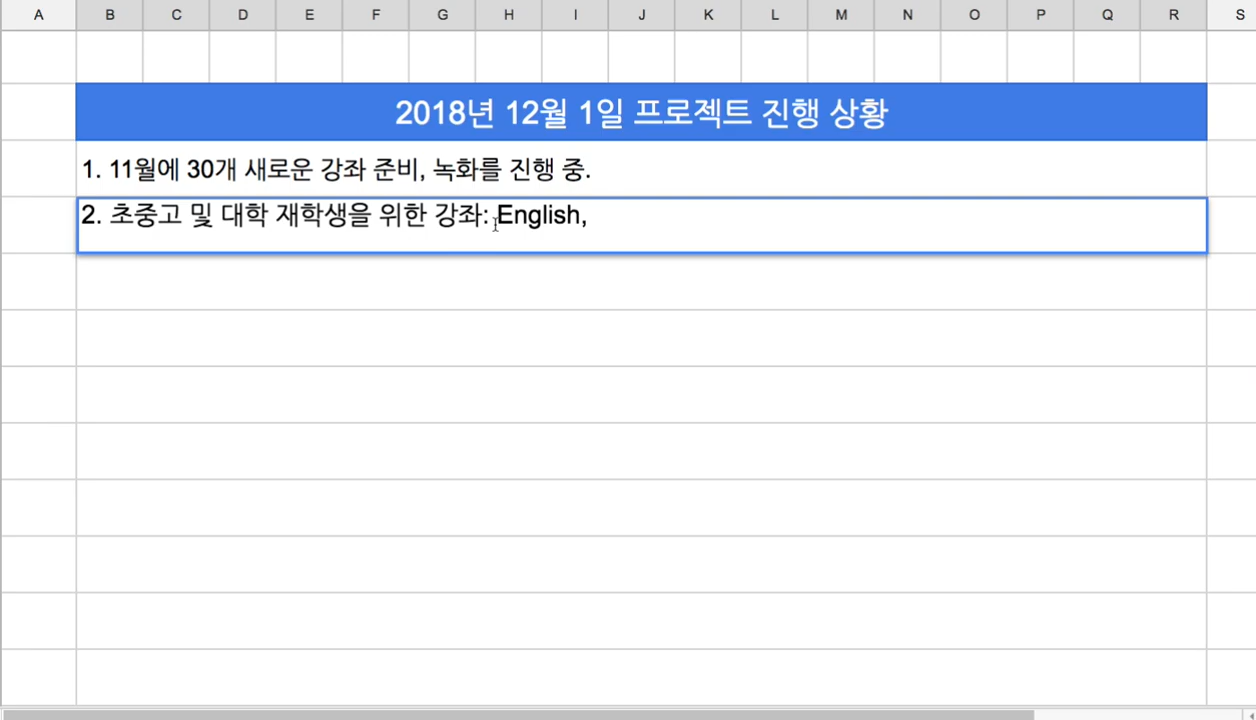 A B C D E F G H I J K L M N O P Q R S
2018년 12월 1일 프로젝트 진행 상황
1. 11월에 30개 새로운 강좌 준비, 녹화를 진행 중.
2. 초중고 및 대학 재학생을 위한 강좌: English,